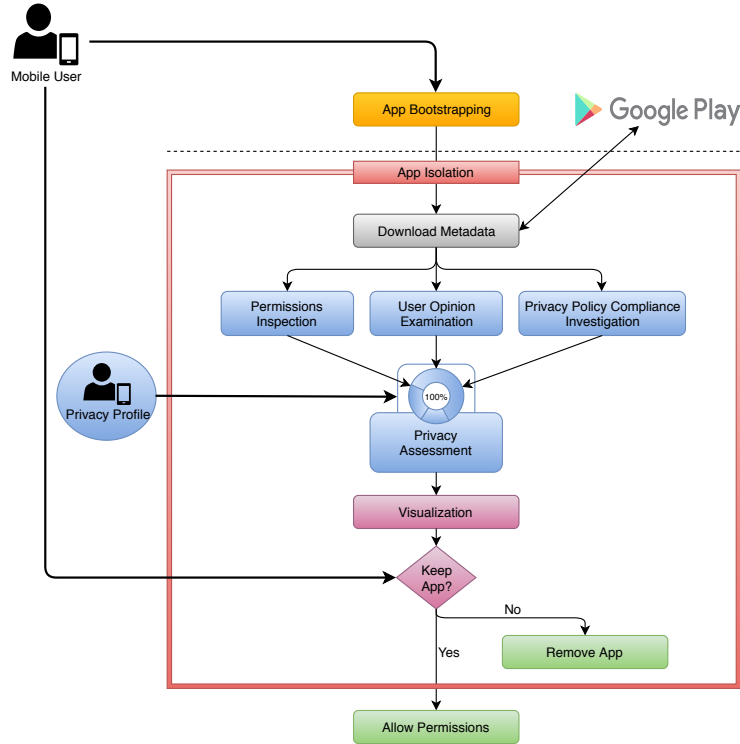 Mobile User
App Bootstrapping
Google Play
App Isolation
Download Metadata
Permissions
Inspection
User Opinion
Examination
Privacy Policy Compliance
Investigation
Privacy Profile
100%
Privacy
Assessment
Visualization
Keep
App?
No
Yes
Remove App
Allow Permissions